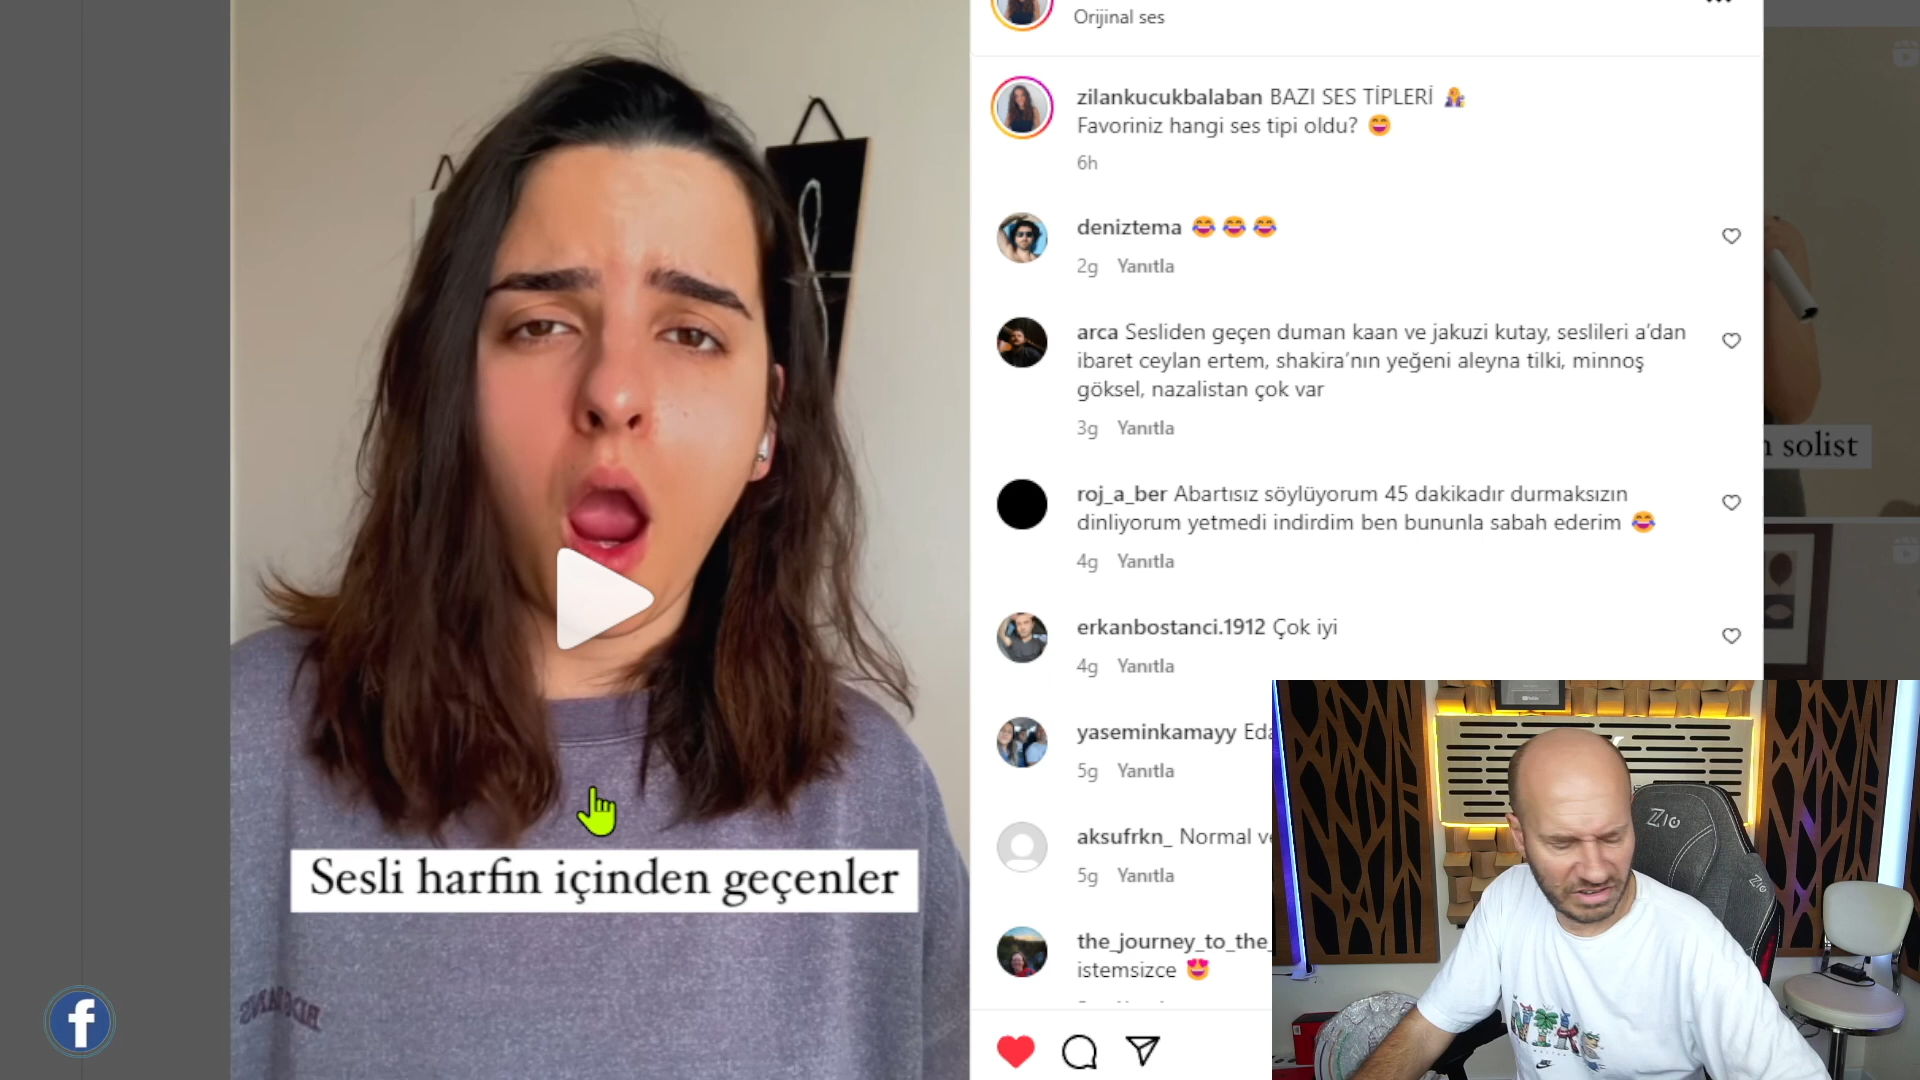 Orijinal ses
zilankucukbalaban BAZI SES TİPLERİ
Favoriniz hangi ses tipi oldu?
6h
deniztema
2g Yanıtla
arca Sesliden geçen duman kaan ve jakuzi kutay, seslileri a’dan
ibaret ceylan ertem, shakira’nın yeğeni aleyna tilki, minnoş
göksel, nazalistan çok var
3g Yanıtla
roj_a_ber Abartısız söylüyorum 45 dakikadır durmaksızın
dinliyorum yetmedi indirdim ben bununla sabah ederim
4g Yanıtla
erkanbostanci.1912 Çok iyi
4g Yanıtla
yaseminkamayy
5g Yanıtla
aksufrkn_ Normal
5g Yanıtla
the_journey_to_the_
istemsizce
Sesli harfin içinden geçenler
solist
f
ZIO
ZIO